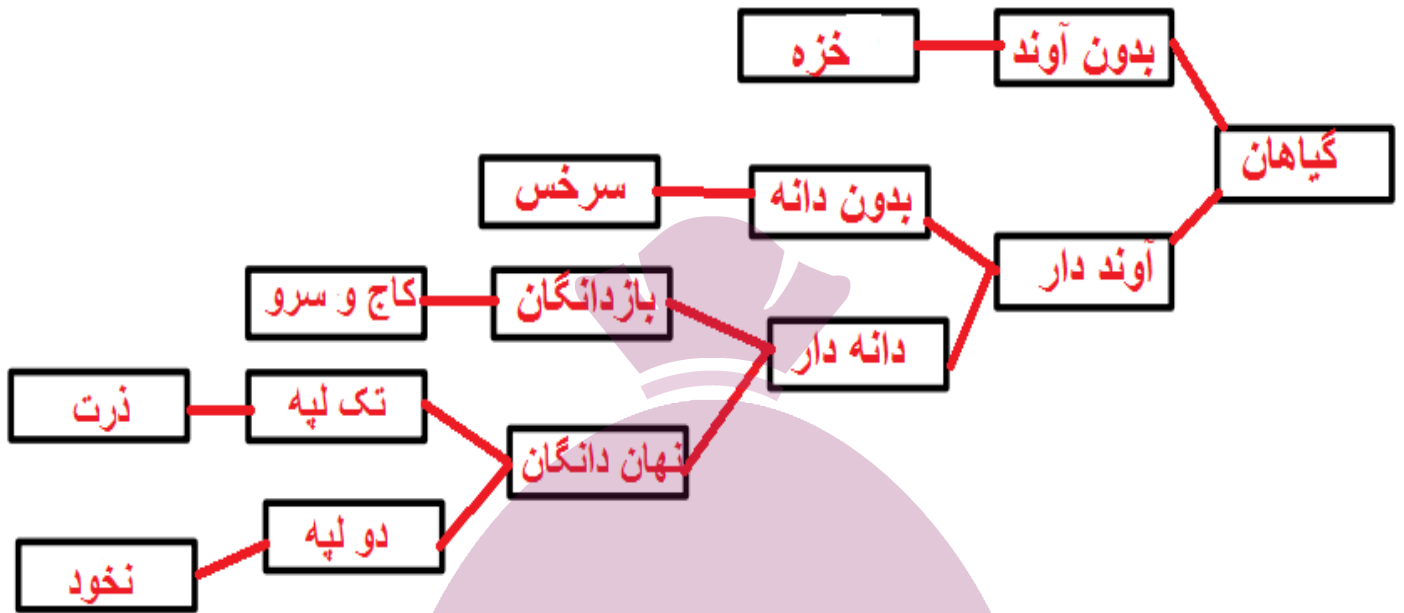 خزه
بدون آوند
گیاهان
سرخس
بدون دانه
آوند دار
کاج و سرو
بازدانگان
دانه دار
ذرت
تک لپه
نهان دانگان
دو لپه
نخود